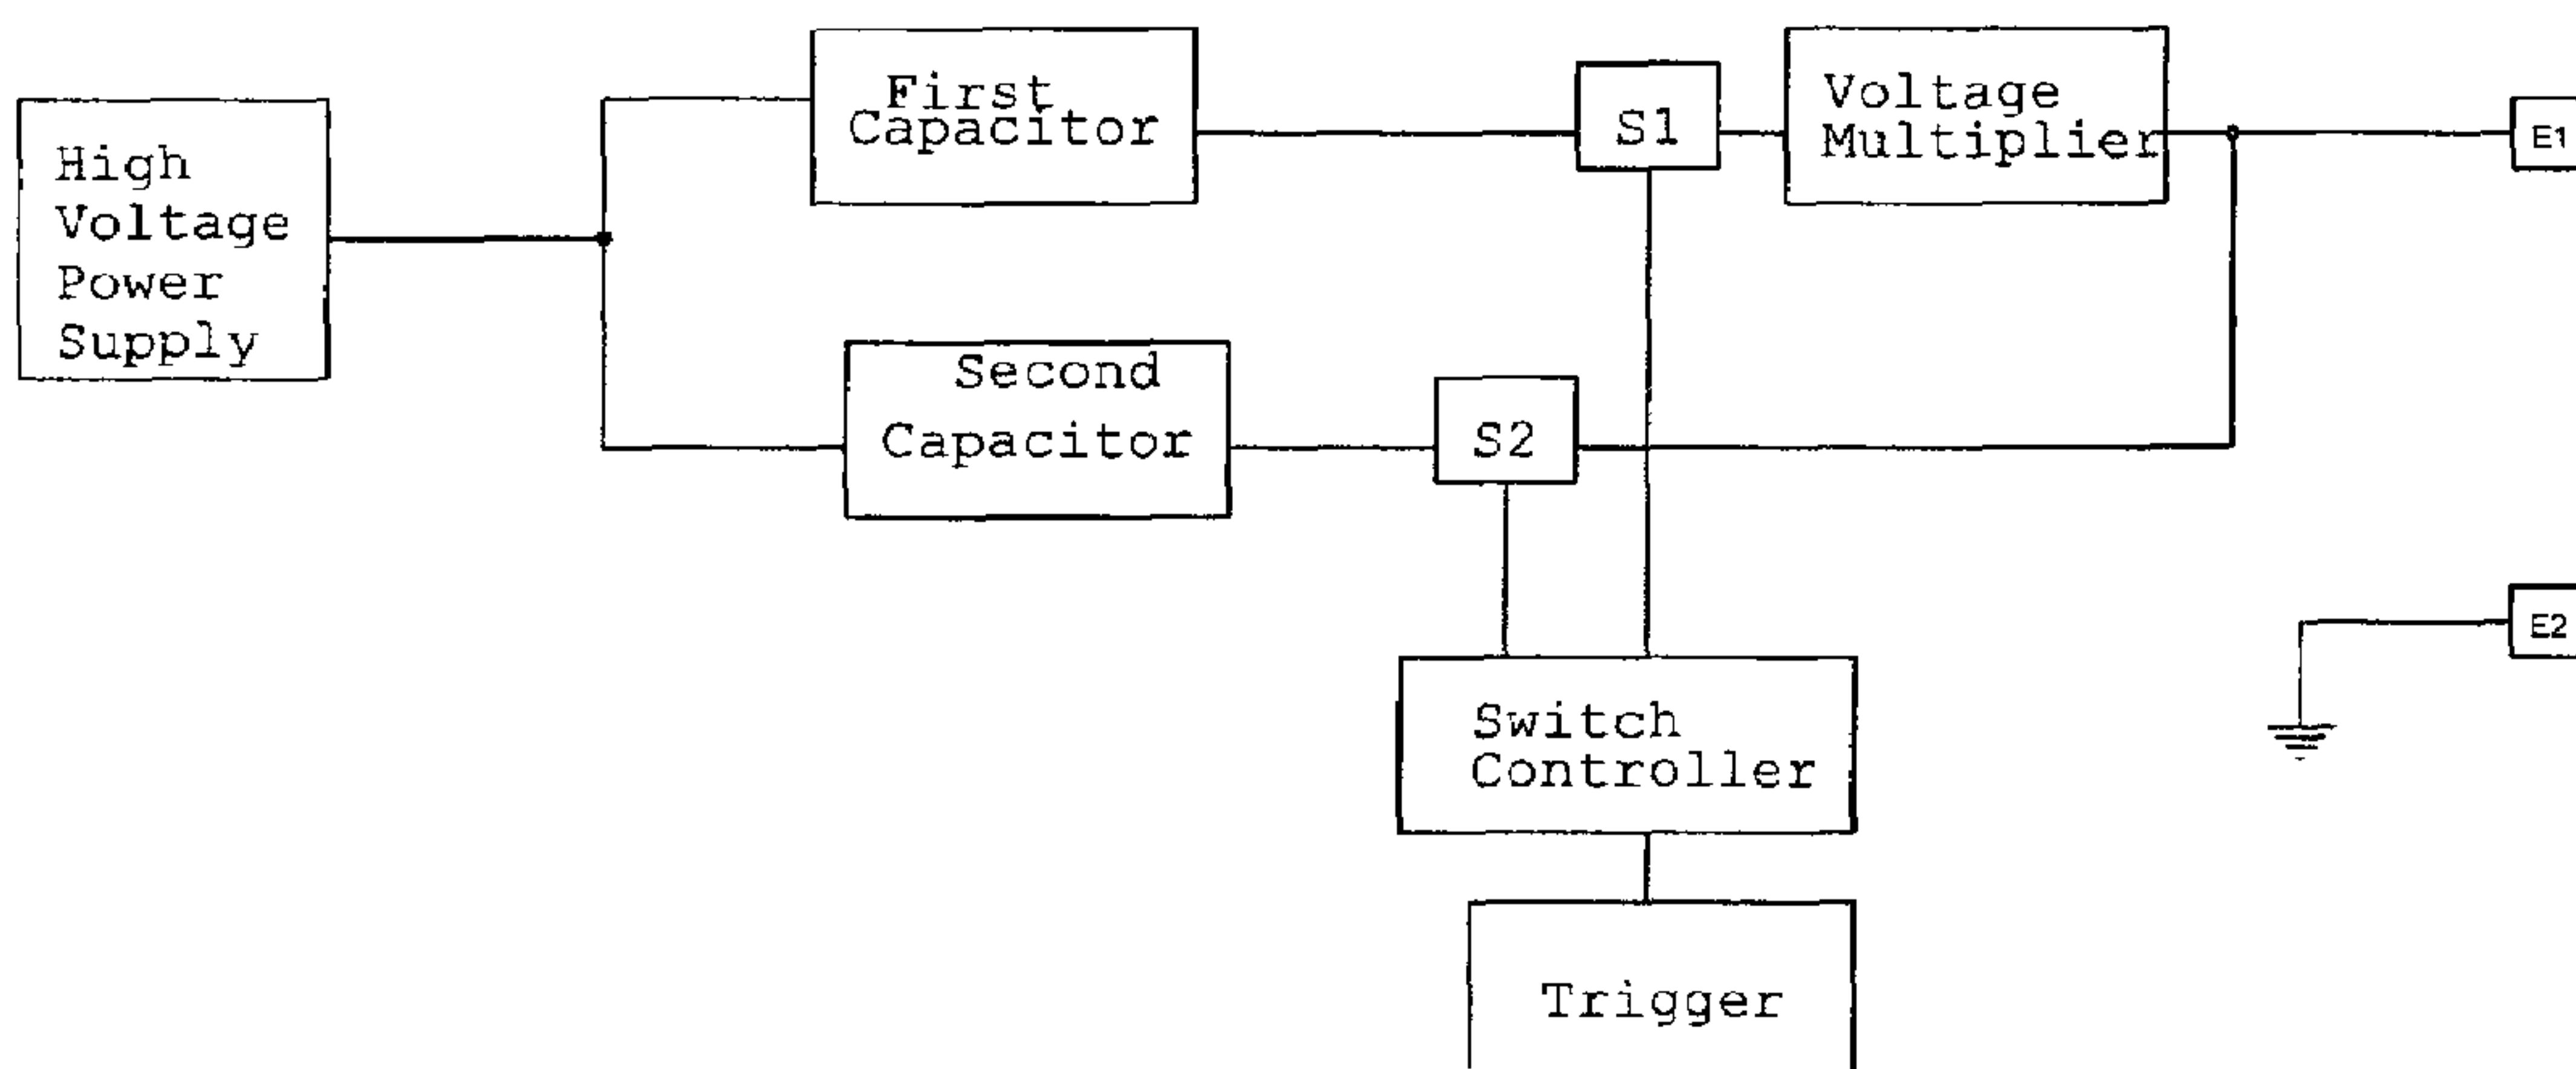 First
Capacitor
S1
Voltage
Multiplier
E1
High
Voltage
Power
Supply
Second
Capacitor
S2
E2
Switch
Controller
Trigger